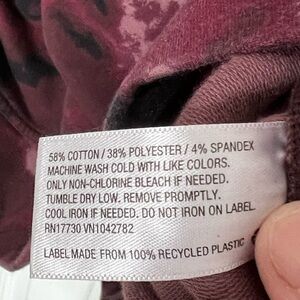 58% COTTON / 38% POLYESTER / 4% SPANDEX
MACHINE WASH COLD WITH LIKE COLORS.
ONLY NON-CHLORINE BLEACH IF NEEDED.
TUMBLE DRY LOW. REMOVE PROMPTLY.
COOL IRON IF NEEDED. DO NOT IRON ON LABEL
RN17730 VN1042782
LABEL MADE FROM 100% RECYCLED PLASTIC